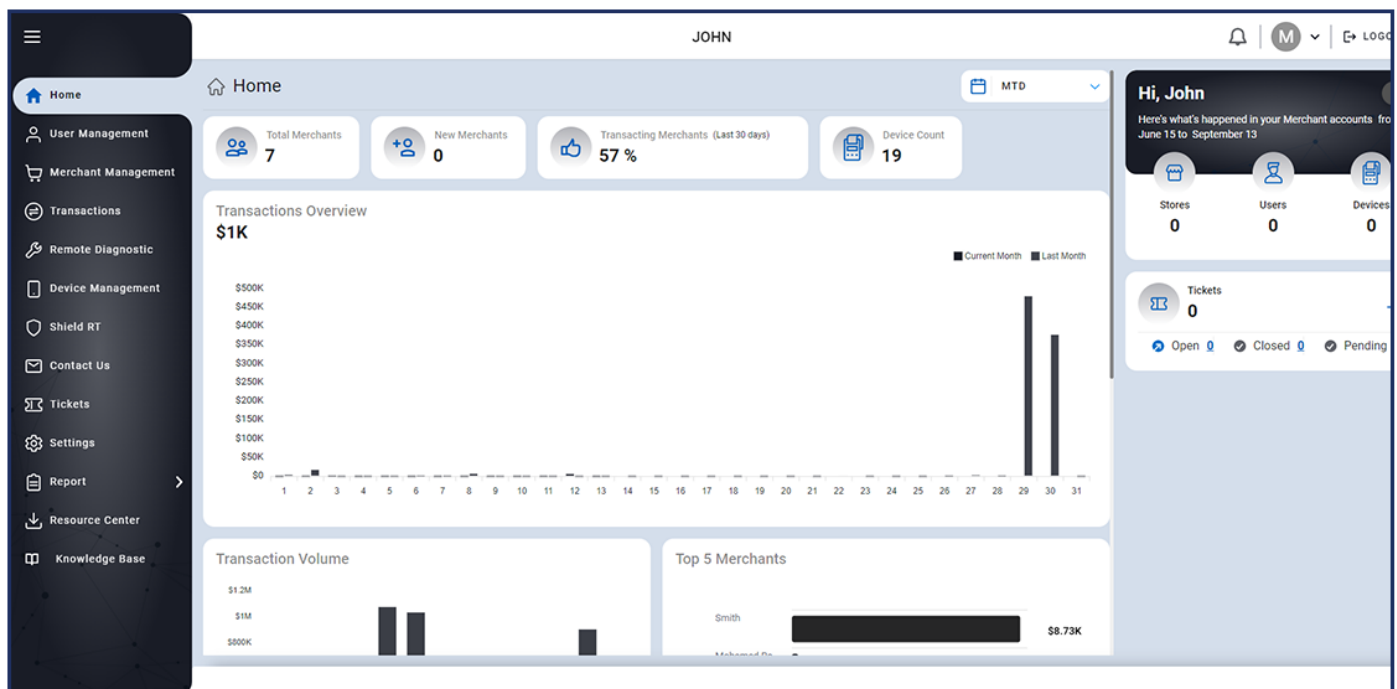 JOHN
M
Home
User Management
Merchant Management
Transactions
Remote Diagnostic
Device Management
Shield RT
Contact Us
Tickets
Settings
Report
Resource Center
Knowledge Base
Home
MTD
Total Merchants
7
New Merchants
0
Transacting Merchants (Last 30 days)
57 %
Device Count
19
Transactions Overview
$1K
Current Month Last Month
$500K
$450K
$400K
$350K
$300K
$250K
$200K
$150K
$100K
$50K
$0
1 2 3 4 5 6 7 8 9 10 11 12 13 14 15 16 17 18 19 20 21 22 23 24 25 26 27 28 29 30 31
Transaction Volume
$1.2M
$1M
$800K
Top 5 Merchants
Smith
$8.73K
Hi, John
Here's what's happened in your Merchant accounts
June 15 to September 13
Stores Users Devices
0 0 0
Tickets
0
Open 0 Closed 0 Pending